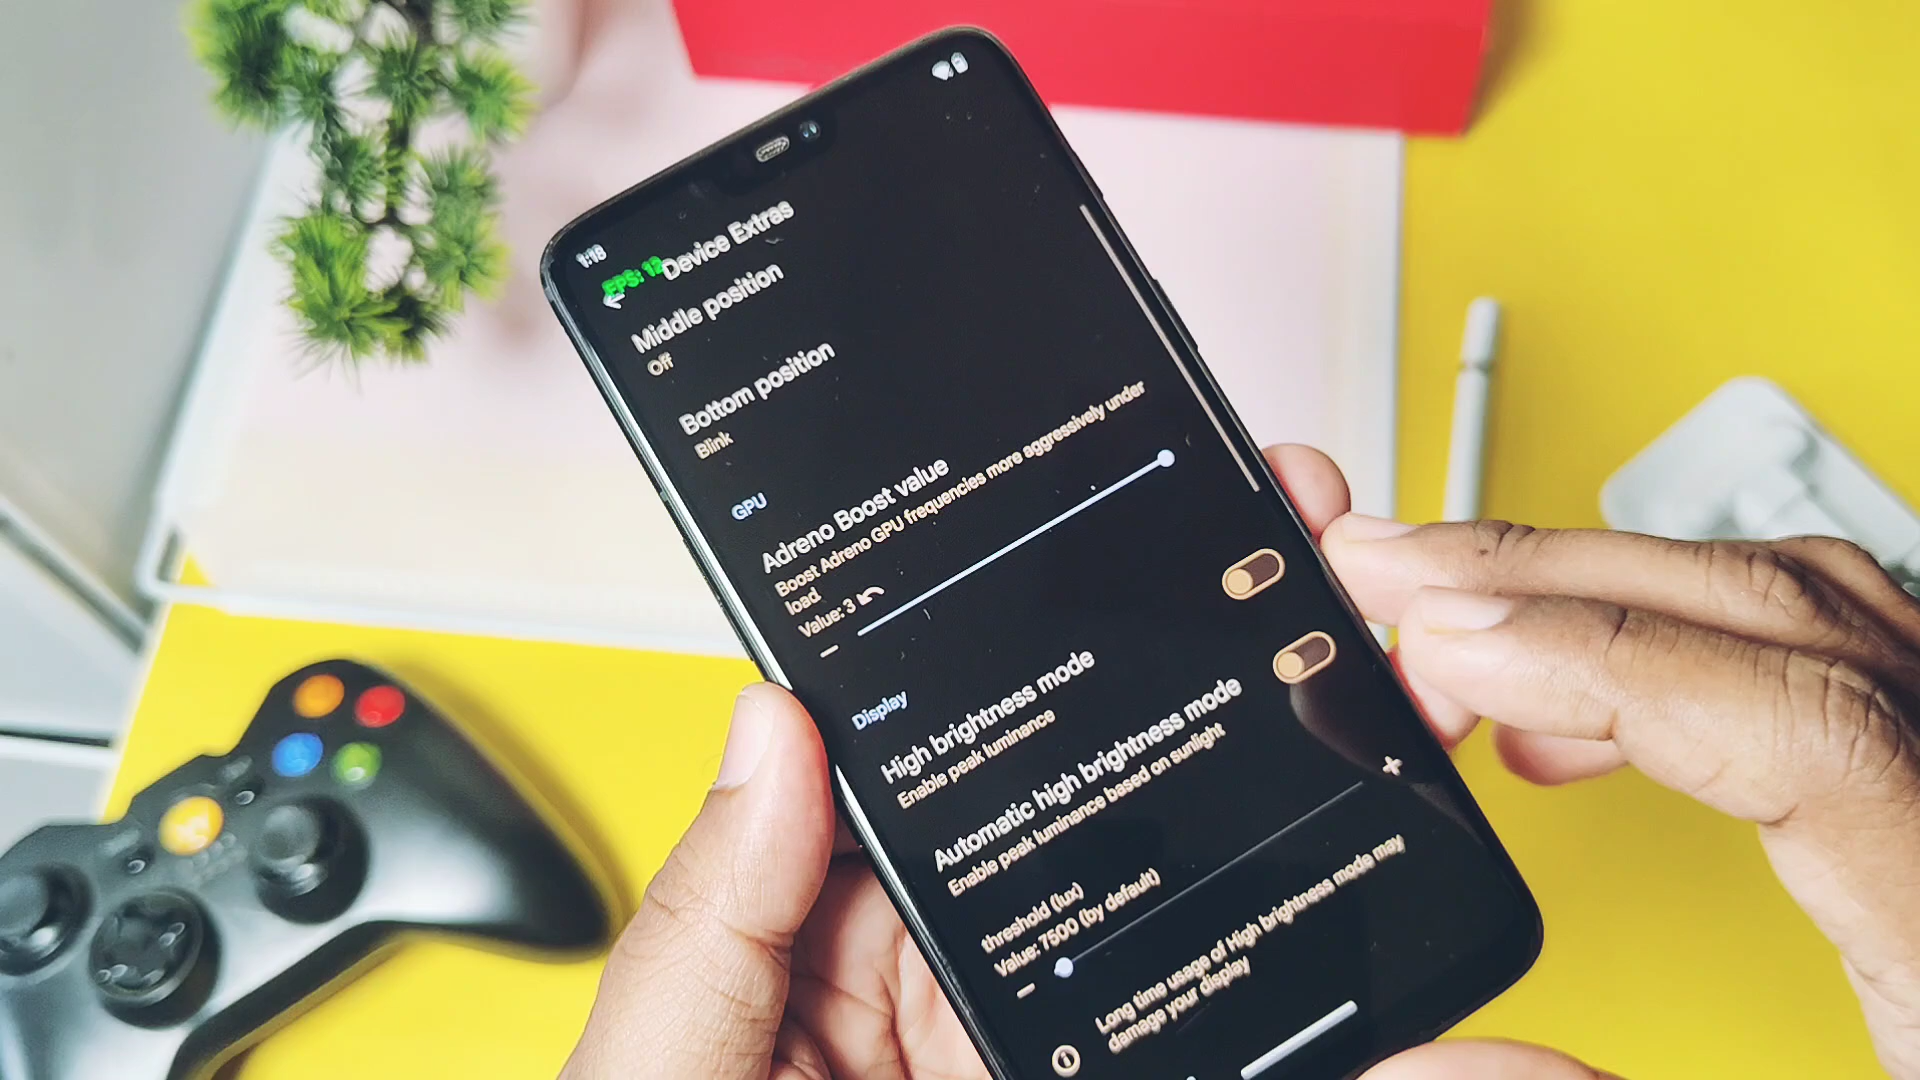 1:18
FPS: 12
Device Extras
Middle position
Off
Bottom position
Blink
GPU
Adreno Boost value
Boost Adreno GPU frequencies more aggressively under
load
Value: 3
Display
High brightness mode
Enable peak luminance
Automatic high brightness mode
Enable peak luminance based on sunlight
threshold (lux)
Value: 7500 (by default)
Long time usage of High brightness mode may
damage your display